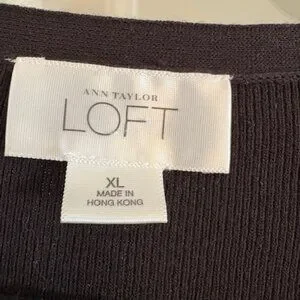 ANN TAYLOR
LOFT
XL
MADE IN
HONG KONG